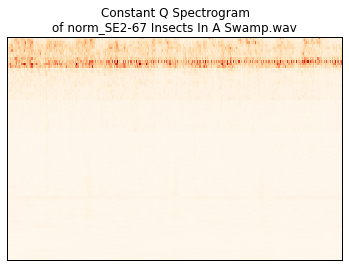 Constant Q Spectrogram
of norm_SE2-67 Insects In A Swamp.wav